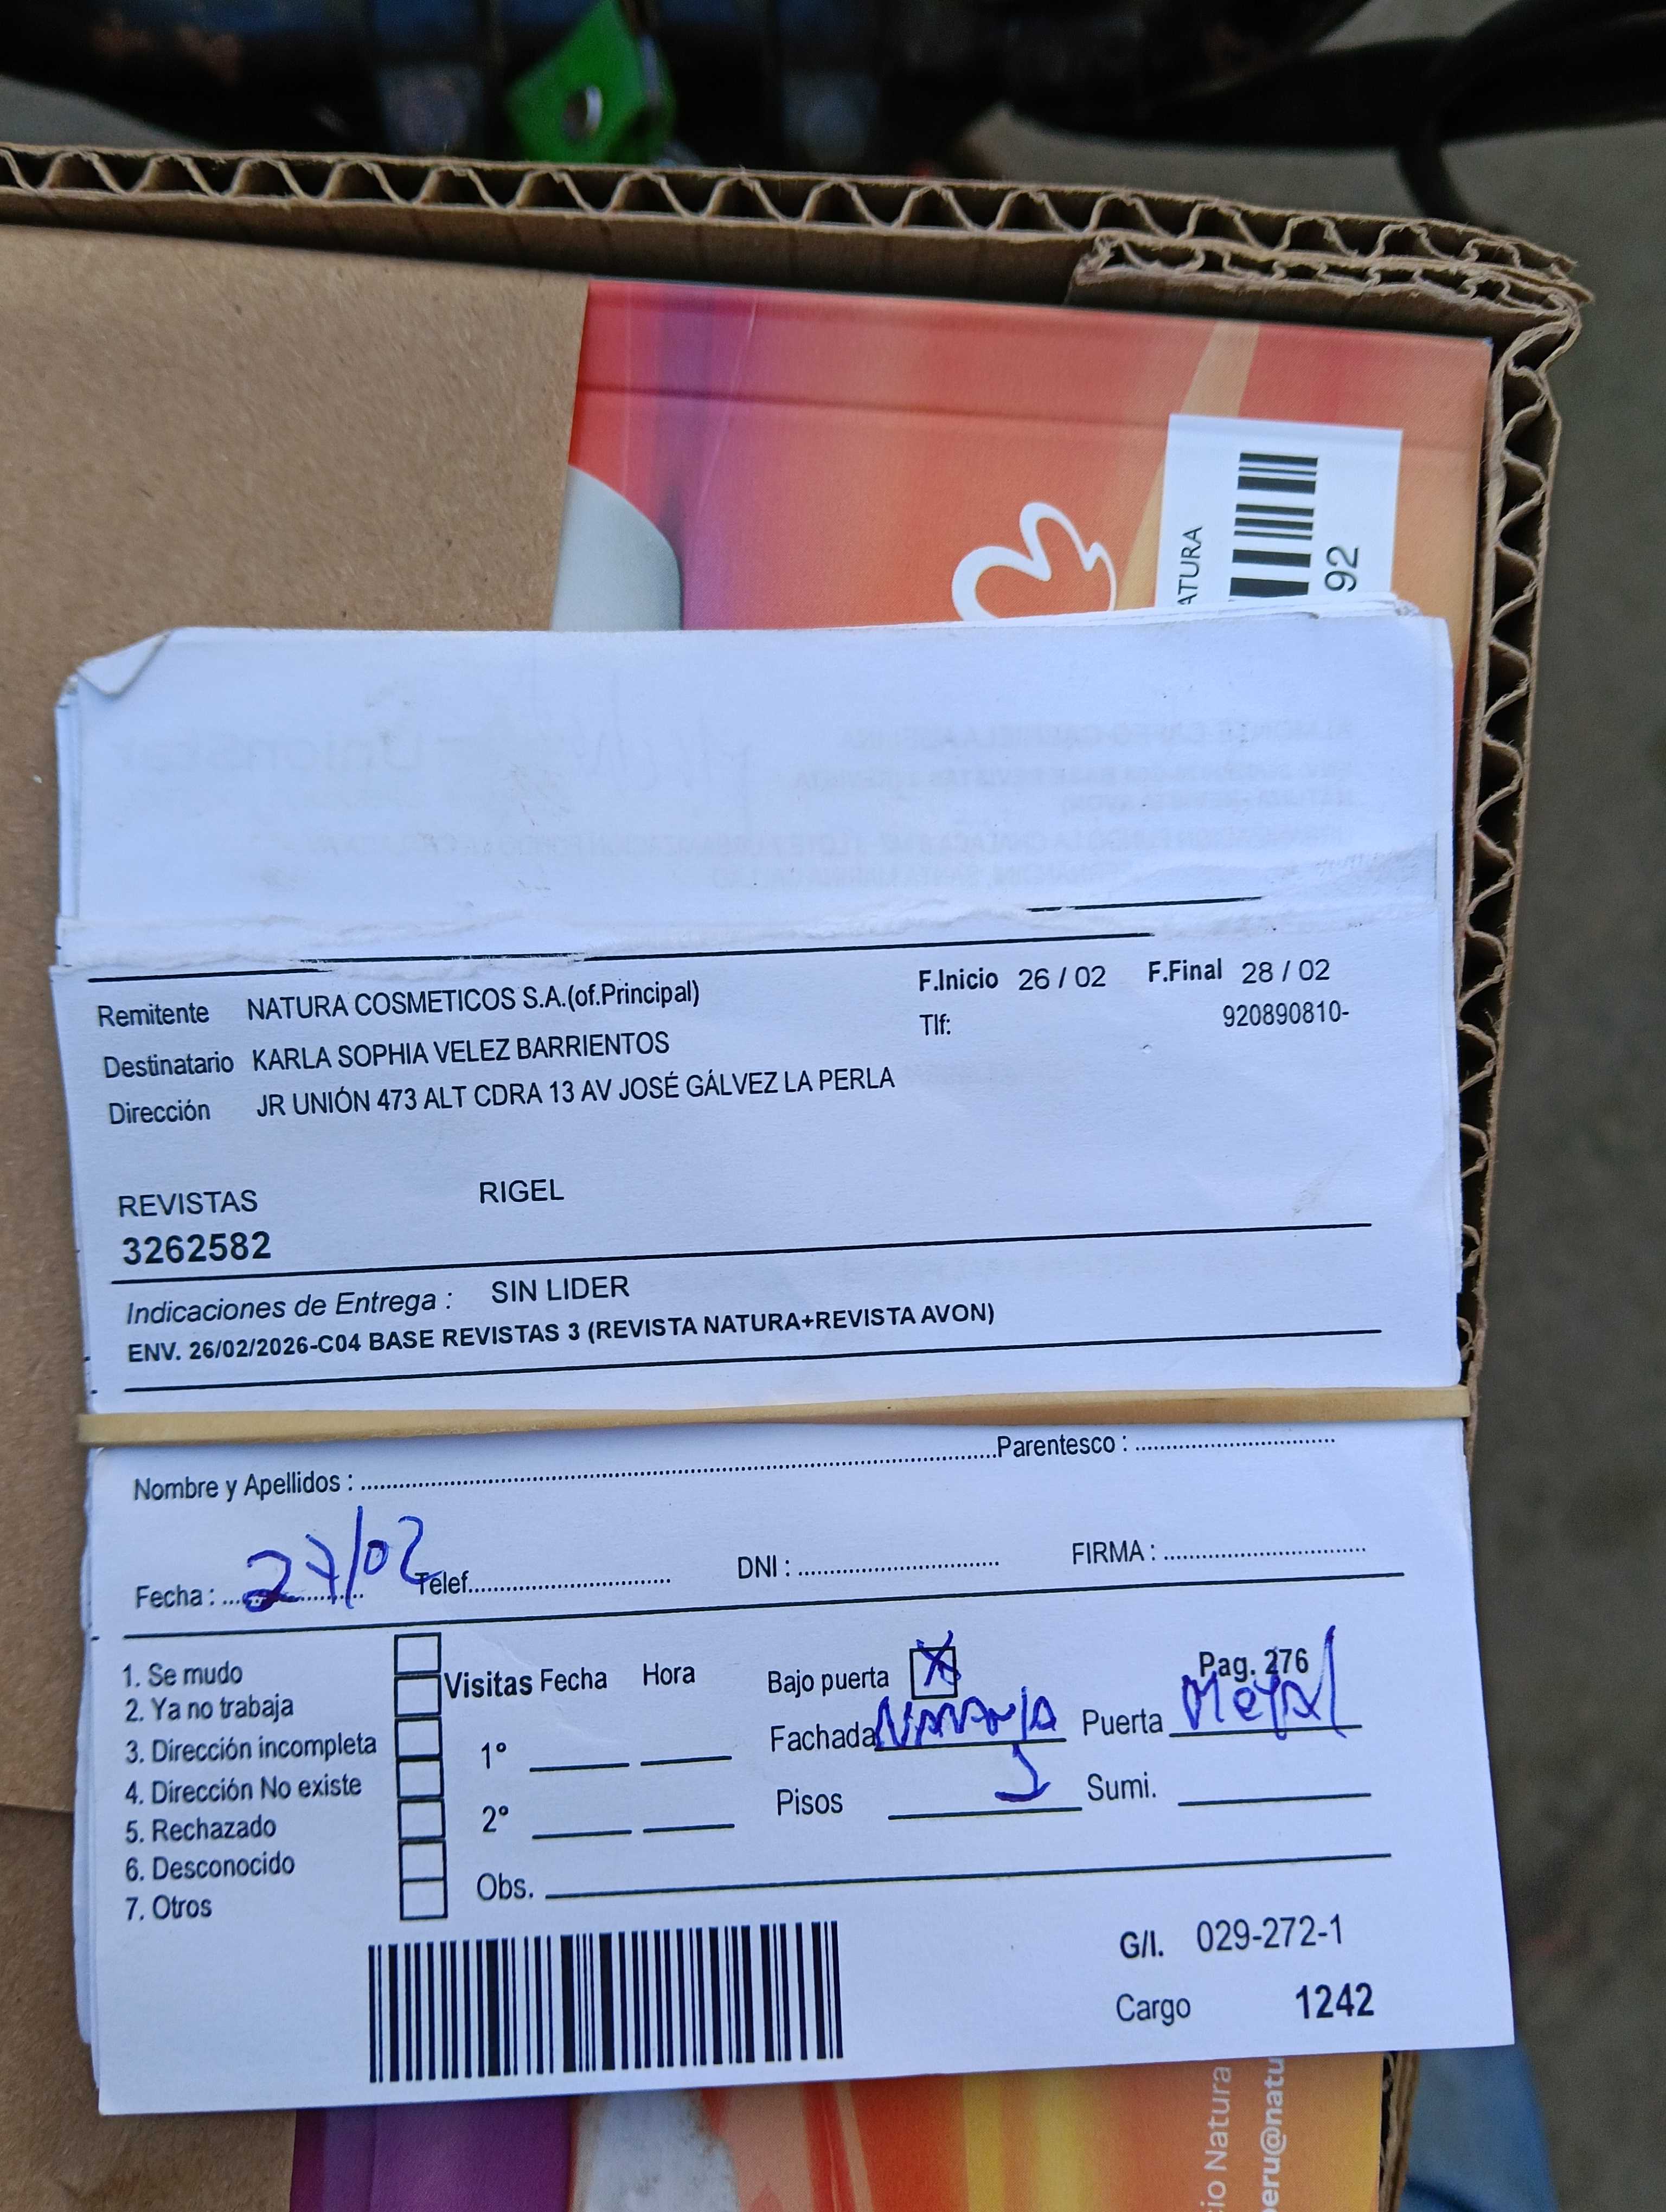 ATURA
92
Remitente NATURA COSMETICOS S.A.(of.Principal) F.Inicio 26 / 02 F.Final 28 / 02
Tlf: 920890810-
Destinatario KARLA SOPHIA VELEZ BARRIENTOS
Dirección JR UNIÓN 473 ALT CDRA 13 AV JOSÉ GÁLVEZ LA PERLA
REVISTAS RIGEL
3262582
Indicaciones de Entrega : SIN LIDER
ENV. 26/02/2026-C04 BASE REVISTAS 3 (REVISTA NATURA+REVISTA AVON)
Nombre y Apellidos : Parentesco :
Fecha : 27/02 Telef. DNI : FIRMA :
1. Se mudo
2. Ya no trabaja
3. Dirección incompleta
4. Dirección No existe
5. Rechazado
6. Desconocido
7. Otros
Visitas Fecha Hora
1°
2°
Obs.
Bajo puerta X Pag. 276
Fachada Naranja Puerta Metal
Pisos Sumi.
G/I. 029-272-1
Cargo 1242
cio Natura
peru@natu